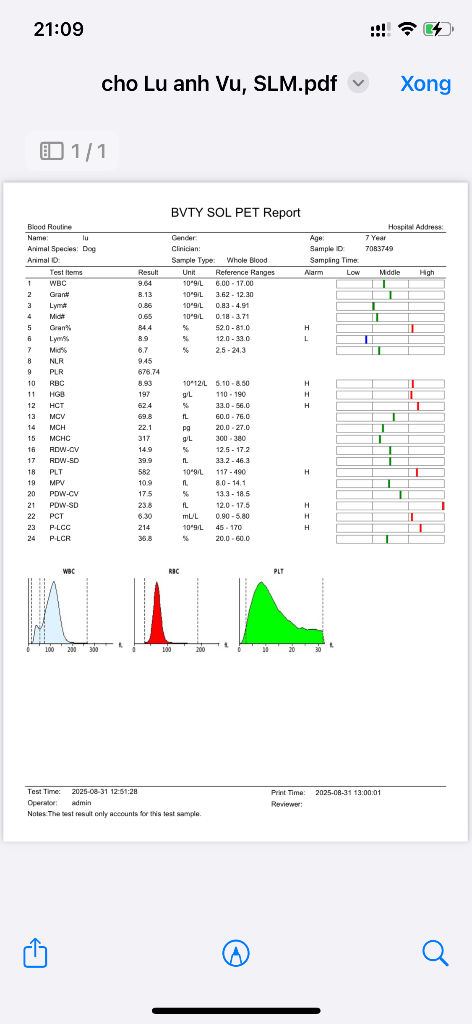 21:09
cho Lu anh Vu, SLM.pdf
Xong
1/1
BVTY SOL PET Report
Blood Routine Hospital Address:
Name: lu Gender: Age: 7 Year
Animal Species: Dog Clinician: Sample ID: 7083749
Animal ID: Sample Type: Whole Blood Sampling Time:
Test Items Result Unit Reference Ranges Alarm Low Middle High
1 WBC 9.64 10^9/L 6.00 - 17.00
2 Gran# 8.13 10^9/L 3.62 - 12.30
3 Lym# 0.86 10^9/L 0.83 - 4.91
4 Mid# 0.65 10^9/L 0.18 - 3.71
5 Gran% 84.4 % 52.0 - 81.0 H
6 Lym% 8.9 % 12.0 - 33.0 L
7 Mid% 6.7 % 2.5 - 24.3
8 NLR 9.45
9 PLR 676.74
10 RBC 8.93 10^12/L 5.10 - 8.50 H
11 HGB 197 g/L 110 - 190 H
12 HCT 62.4 % 33.0 - 56.0 H
13 MCV 69.8 fL 60.0 - 76.0
14 MCH 22.1 pg 20.0 - 27.0
15 MCHC 317 g/L 300 - 380
16 RDW-CV 14.9 % 12.5 - 17.2
17 RDW-SD 39.9 fL 33.2 - 46.3
18 PLT 582 10^9/L 117 - 490 H
19 MPV 10.9 fL 8.0 - 14.1
20 PDW-CV 17.5 % 13.3 - 18.5
21 PDW-SD 23.8 fL 12.0 - 17.5 H
22 PCT 6.30 mL/L 0.90 - 5.80 H
23 P-LCC 214 10^9/L 45 - 170 H
24 P-LCR 36.8 % 20.0 - 60.0
WBC RBC PLT
0 100 200 300 fL 0 100 200 fL 0 10 20 30 fL
Test Time: 2025-08-31 12:51:28 Print Time: 2025-08-31 13:00:01
Operator: admin Reviewer:
Notes:The test result only accounts for this test sample.